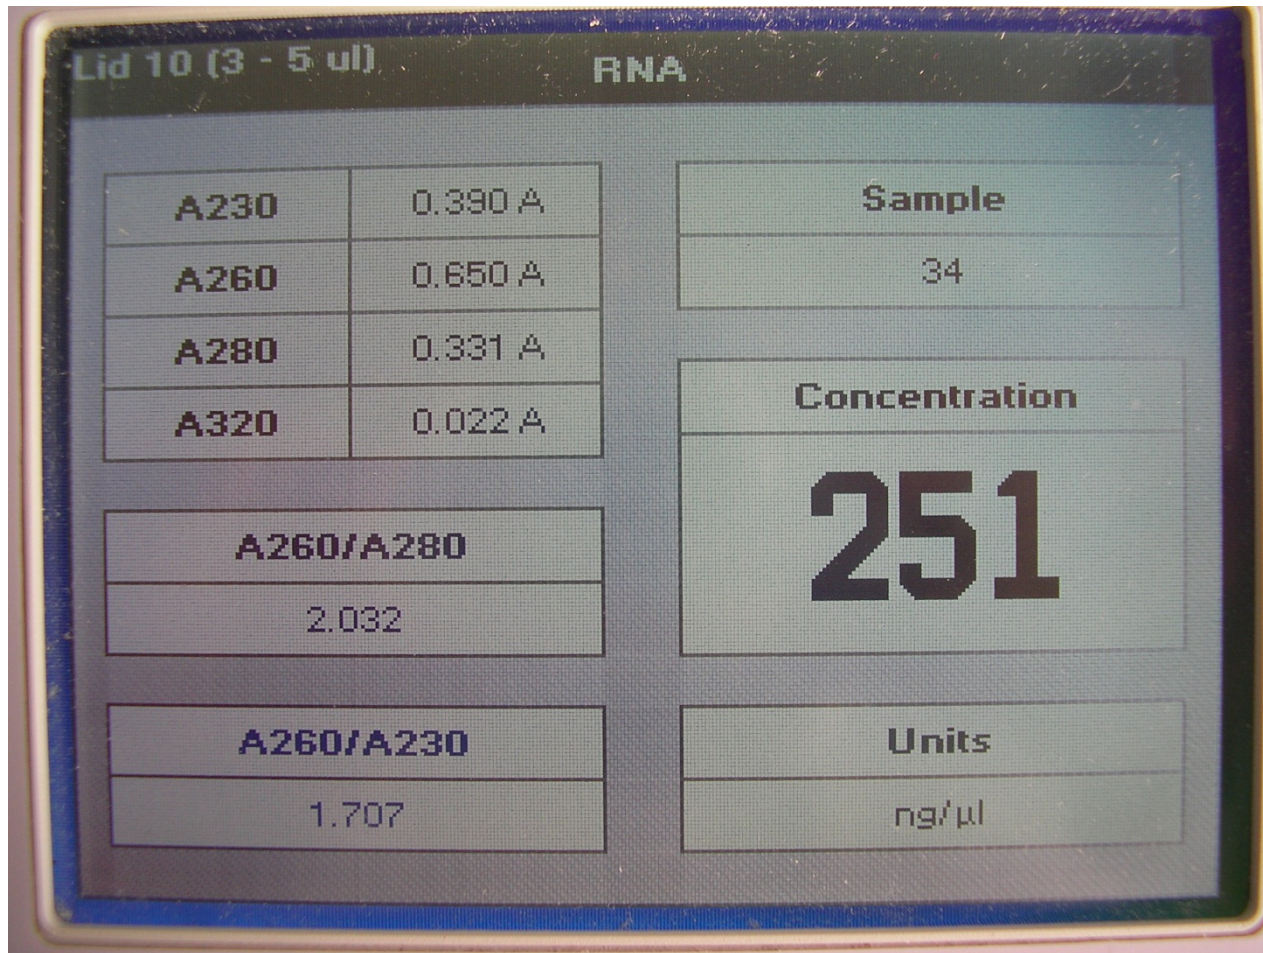 Lid 10 (3 - 5 ul)
RNA
A230 0.390 A
A260 0.650 A
A280 0.331 A
A320 0.022 A
A260/A280
2.032
A260/A230
1.707
Sample
34
Concentration
251
Units
ng/µl